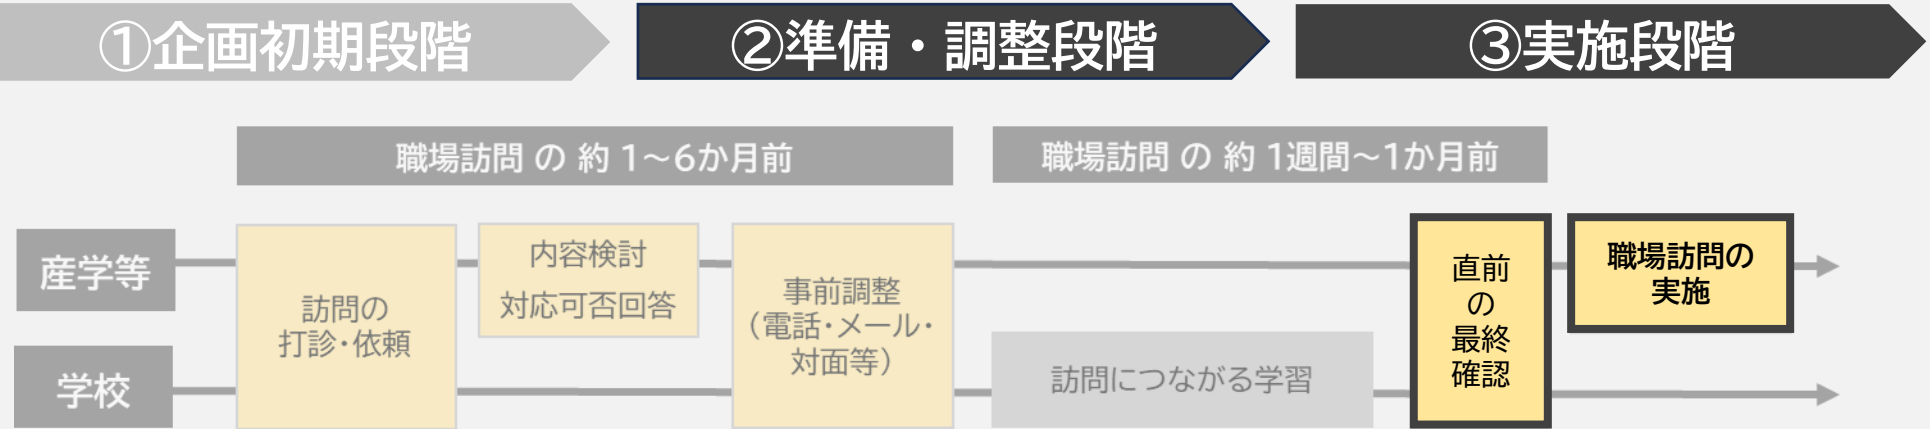 ①企画初期段階
②準備・調整段階
③実施段階
職場訪問 の 約 1～6か月前
職場訪問 の 約 1週間～1か月前
産学等
学校
訪問の
打診・依頼
内容検討
対応可否回答
事前調整
（電話・メール・
対面等）
訪問につながる学習
直前
の
最終
確認
職場訪問の
実施